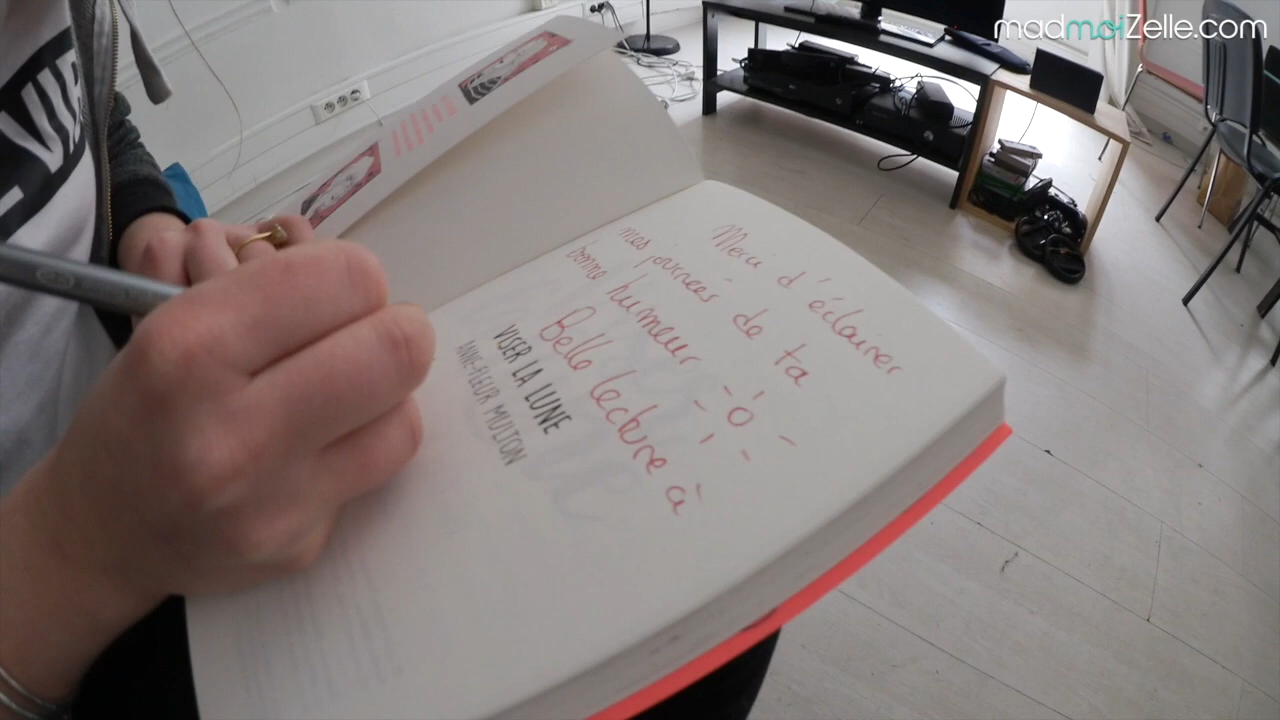 madmoiZelle.com
Merci d'éclairer
mes journées de ta
bonne humeur
Belle lecture à
VISER LA LUNE
ANNE-FLEUR MULTON